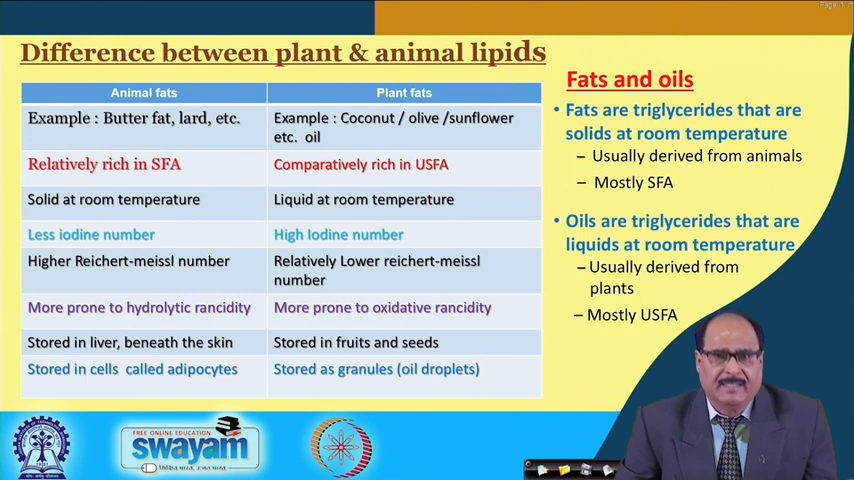 Difference between plant & animal lipids
Animal fats
Plant fats
Example : Butter fat, lard, etc.
Example : Coconut / olive /sunflower
etc. oil
Relatively rich in SFA
Comparatively rich in USFA
Solid at room temperature
Liquid at room temperature
Less iodine number
High Iodine number
Higher Reichert-meissl number
Relatively Lower reichert-meissl
number
More prone to hydrolytic rancidity
More prone to oxidative rancidity
Stored in liver, beneath the skin
Stored in fruits and seeds
Stored in cells called adipocytes
Stored as granules (oil droplets)
Fats and oils
• Fats are triglycerides that are
solids at room temperature
– Usually derived from animals
– Mostly SFA
• Oils are triglycerides that are
liquids at room temperature
– Usually derived from
plants
– Mostly USFA
FREE ONLINE EDUCATION
swayam